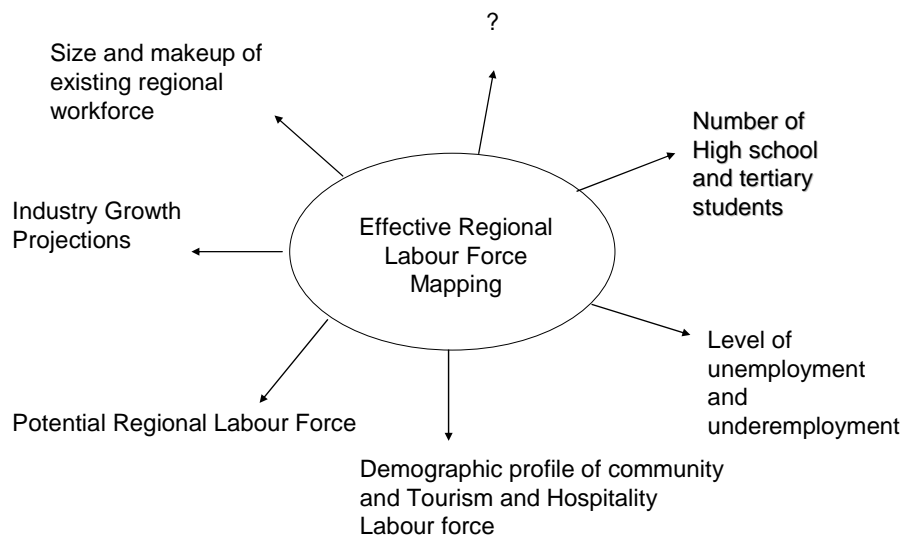 ?
Size and makeup of
existing regional
workforce
Number of
High school
and tertiary
students
Industry Growth
Projections
Effective Regional
Labour Force
Mapping
Level of
unemployment
and
underemployment
Potential Regional Labour Force
Demographic profile of community
and Tourism and Hospitality
Labour force